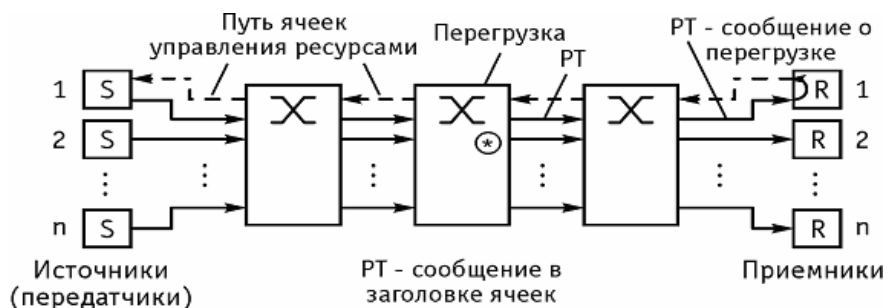 Путь ячеек
управления ресурсами
Перегрузка
РТ
РТ - сообщение о
перегрузке
1 S R 1
2 S * R 2
n S R n
Источники
(передатчики)
РТ - сообщение в
заголовке ячеек
Приемники